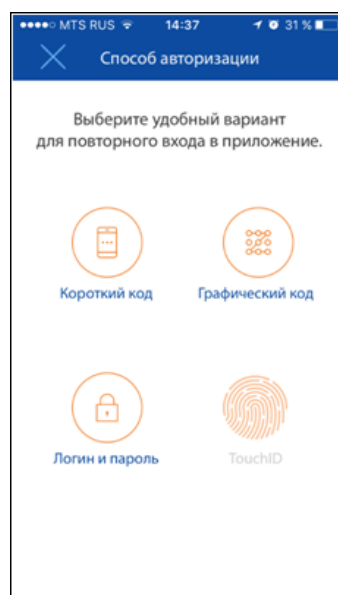 MTS RUS 14:37 31 %
Способ авторизации
Выберите удобный вариант
для повторного входа в приложение.
Короткий код Графический код
Логин и пароль TouchID